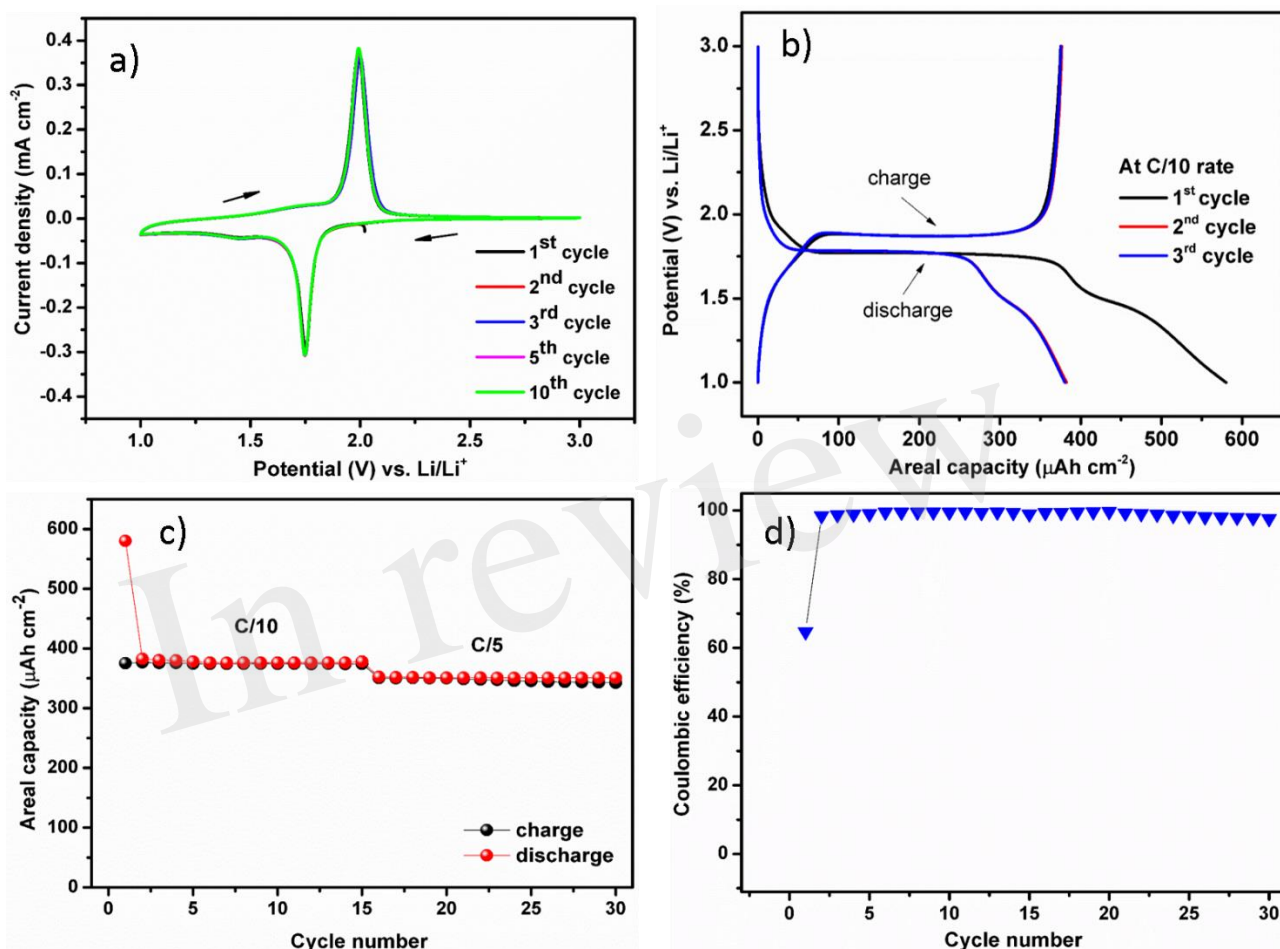 a)
0.4
0.3
0.2
0.1
0.0
-0.1
-0.2
-0.3
-0.4
Current density (mA cm⁻²)
1ˢᵗ cycle
2ⁿᵈ cycle
3ʳᵈ cycle
5ᵗʰ cycle
10ᵗʰ cycle
1.0 1.5 2.0 2.5 3.0
Potential (V) vs. Li/Li⁺
b)
3.0
2.5
2.0
1.5
1.0
Potential (V) vs. Li/Li⁺
charge
discharge
At C/10 rate
1ˢᵗ cycle
2ⁿᵈ cycle
3ʳᵈ cycle
0 100 200 300 400 500 600
Areal capacity (µAh cm⁻²)
c)
600
500
400
300
200
100
0
Areal capacity (µAh cm⁻²)
C/10
C/5
charge
discharge
0 5 10 15 20 25 30
Cycle number
d)
100
80
60
40
20
0
Coulombic efficiency (%)
0 5 10 15 20 25 30
Cycle number
In review